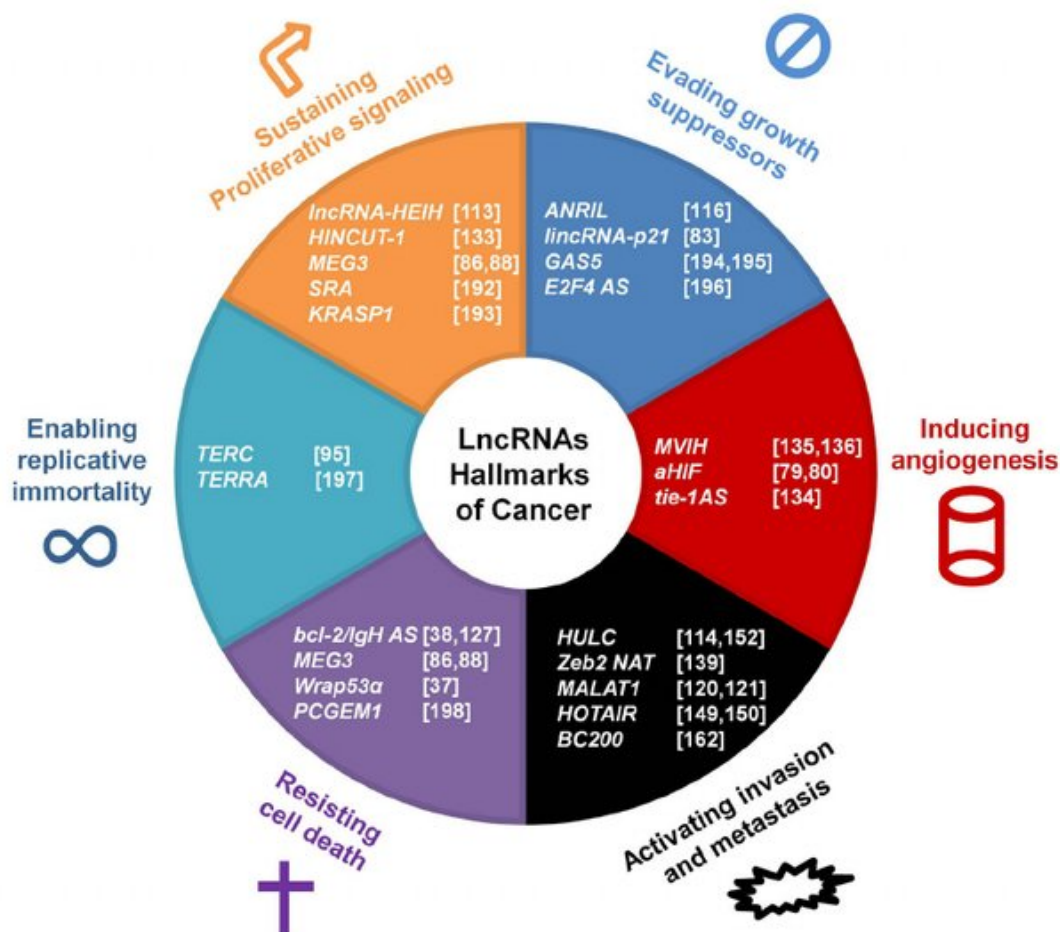 Sustaining
Proliferative signaling
lncRNA-HEIH [113]
HINCUT-1 [133]
MEG3 [86,88]
SRA [192]
KRASP1 [193]
Evading growth
suppressors
ANRIL [116]
lincRNA-p21 [83]
GAS5 [194,195]
E2F4 AS [196]
Enabling
replicative
immortality
TERC [95]
TERRA [197]
LncRNAs
Hallmarks
of Cancer
MVIH [135,136]
aHIF [79,80]
tie-1AS [134]
Inducing
angiogenesis
bcl-2/IgH AS [38,127]
MEG3 [86,88]
Wrap53α [37]
PCGEM1 [198]
Resisting
cell death
HULC [114,152]
Zeb2 NAT [139]
MALAT1 [120,121]
HOTAIR [149,150]
BC200 [162]
Activating invasion
and metastasis